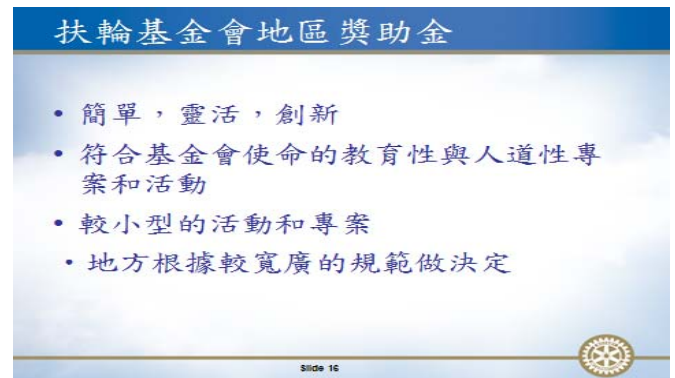 扶輪基金會地區獎助金
• 簡單，靈活，創新
• 符合基金會使命的教育性與人道性專
案和活動
• 較小型的活動和專案
• 地方根據較寬廣的規範做決定
Slide 16